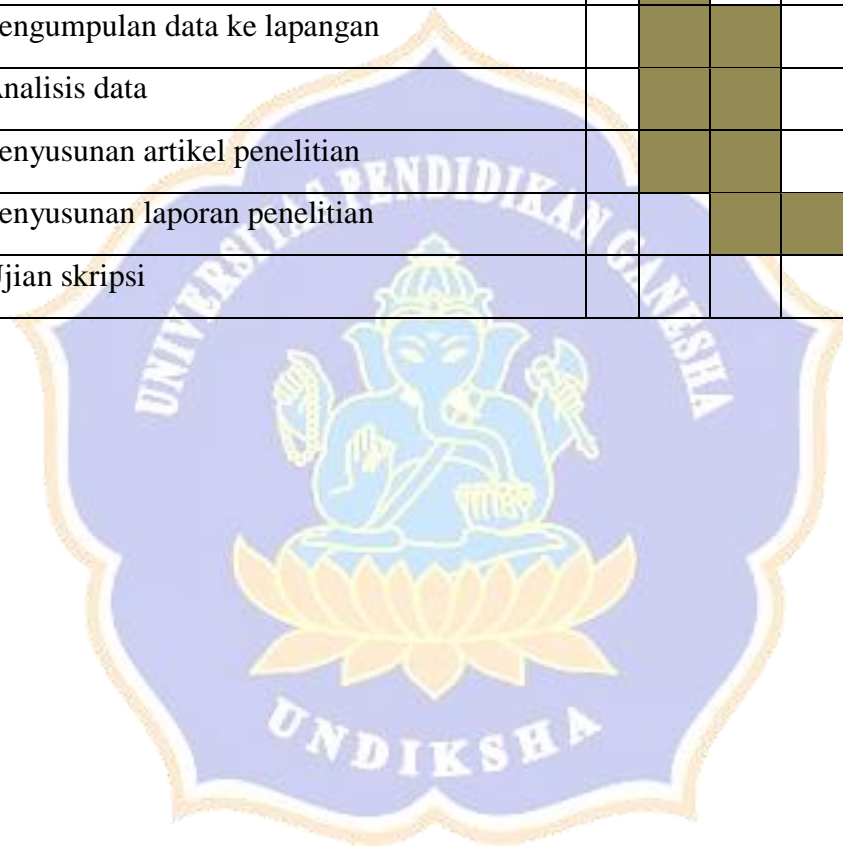 engumpulan data ke lapangan
nalisis data
enyusunan artikel penelitian
enyusunan laporan penelitian
jian skripsi
UNIVERSITAS PENDIDIKAN GANESHA
UNDIKSHA